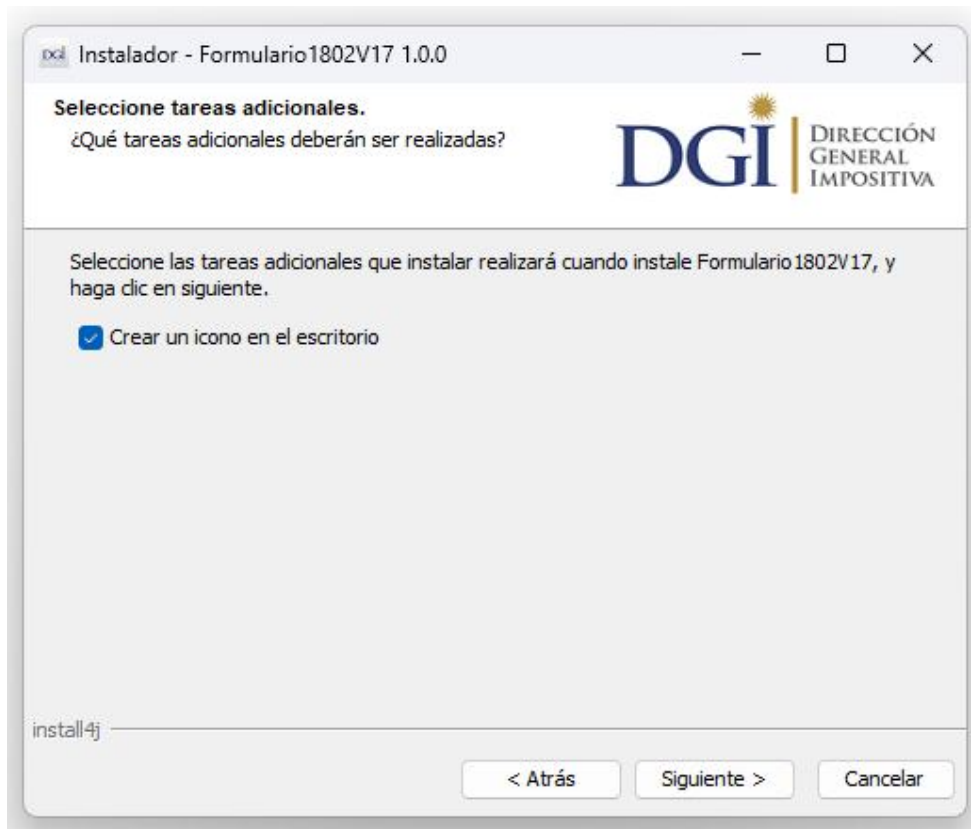 DGI Instalador - Formulario1802V17 1.0.0
Seleccione tareas adicionales.
¿Qué tareas adicionales deberán ser realizadas?
DGI
DIRECCIÓN
GENERAL
IMPOSITIVA
Seleccione las tareas adicionales que instalar realizará cuando instale Formulario1802V17, y
haga clic en siguiente.
Crear un icono en el escritorio
install4j
< Atrás Siguiente > Cancelar